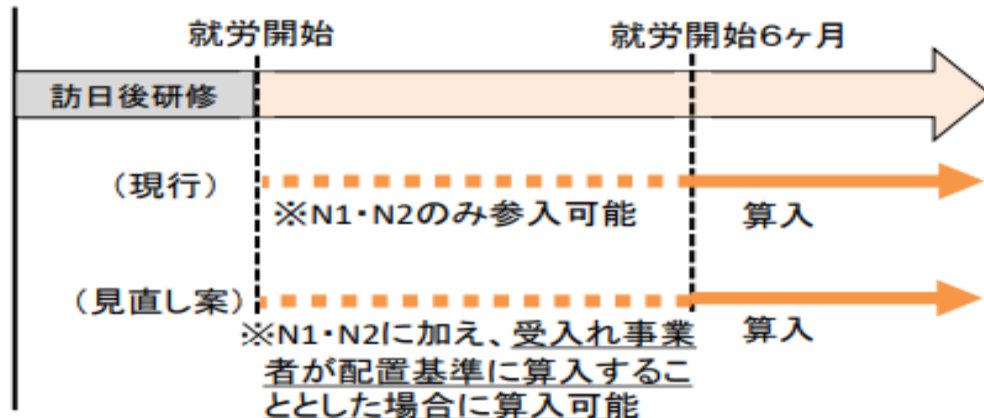 就労開始
就労開始6ヶ月
訪日後研修
（現行）
※N1・N2のみ参入可能
算入
（見直し案）
※N1・N2に加え、受入れ事業
者が配置基準に算入するこ
ととした場合に算入可能
算入